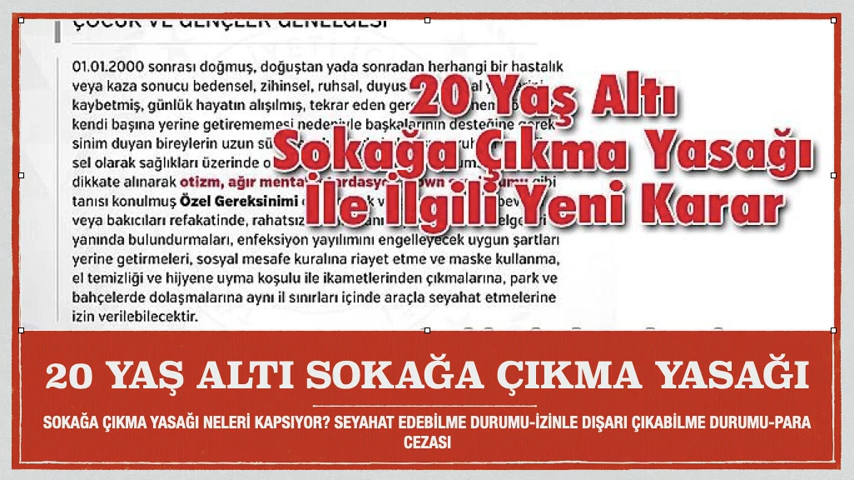 ÇOCUK VE GENÇLER GENELGESİ
01.01.2000 sonrası doğmuş, doğuştan yada sonradan herhangi bir hastalık
veya kaza sonucu bedensel, zihinsel, ruhsal,
kaybetmiş, günlük hayatın alışılmış, tekrar eden
kendi başına yerine getirememesi nedeniyle başkalarının desteğine
sinim duyan bireylerin uzun
sel olarak sağlıkları üzerinde
dikkate alınarak otizm, ağır gibi
tanısı konulmuş Özel Gereksinimi
veya bakıcıları refakatinde,
yanında bulundurmaları, enfeksiyon yayılımını engelleyecek uygun şartları
yerine getirmeleri, sosyal mesafe kuralına riayet etme ve maske kullanma,
el temizliği ve hijyene uyma koşulu ile ikametlerinden çıkmalarına, park ve
bahçelerde dolaşmalarına aynı il sınırları içinde araçla seyahat etmelerine
izin verilebilecektir.
20 Yaş Altı
Sokağa Çıkma Yasağı
İle İlgili Yeni Karar
20 YAŞ ALTI SOKAĞA ÇIKMA YASAĞI
SOKAĞA ÇIKMA YASAĞI NELERİ KAPSIYOR? SEYAHAT EDEBİLME DURUMU-İZİNLE DIŞARI ÇIKABİLME DURUMU-PARA
CEZASI